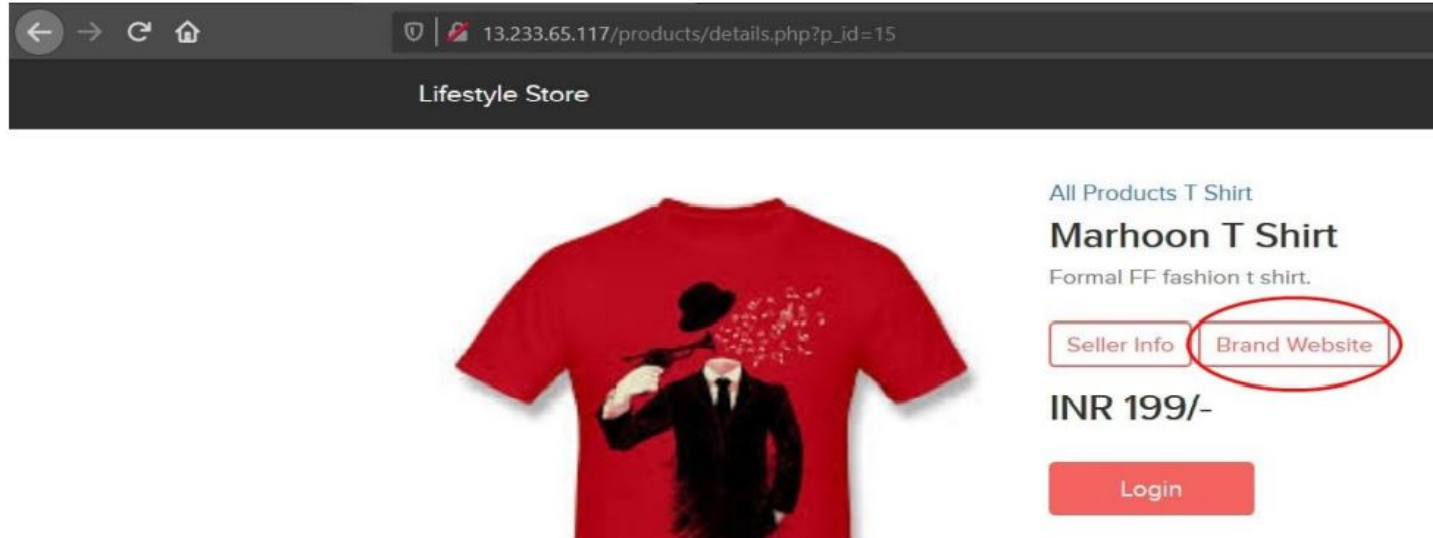 13.233.65.117/products/details.php?p_id=15
Lifestyle Store
All Products T Shirt
Marhoon T Shirt
Formal FF fashion t shirt.
Seller Info Brand Website
INR 199/-
Login